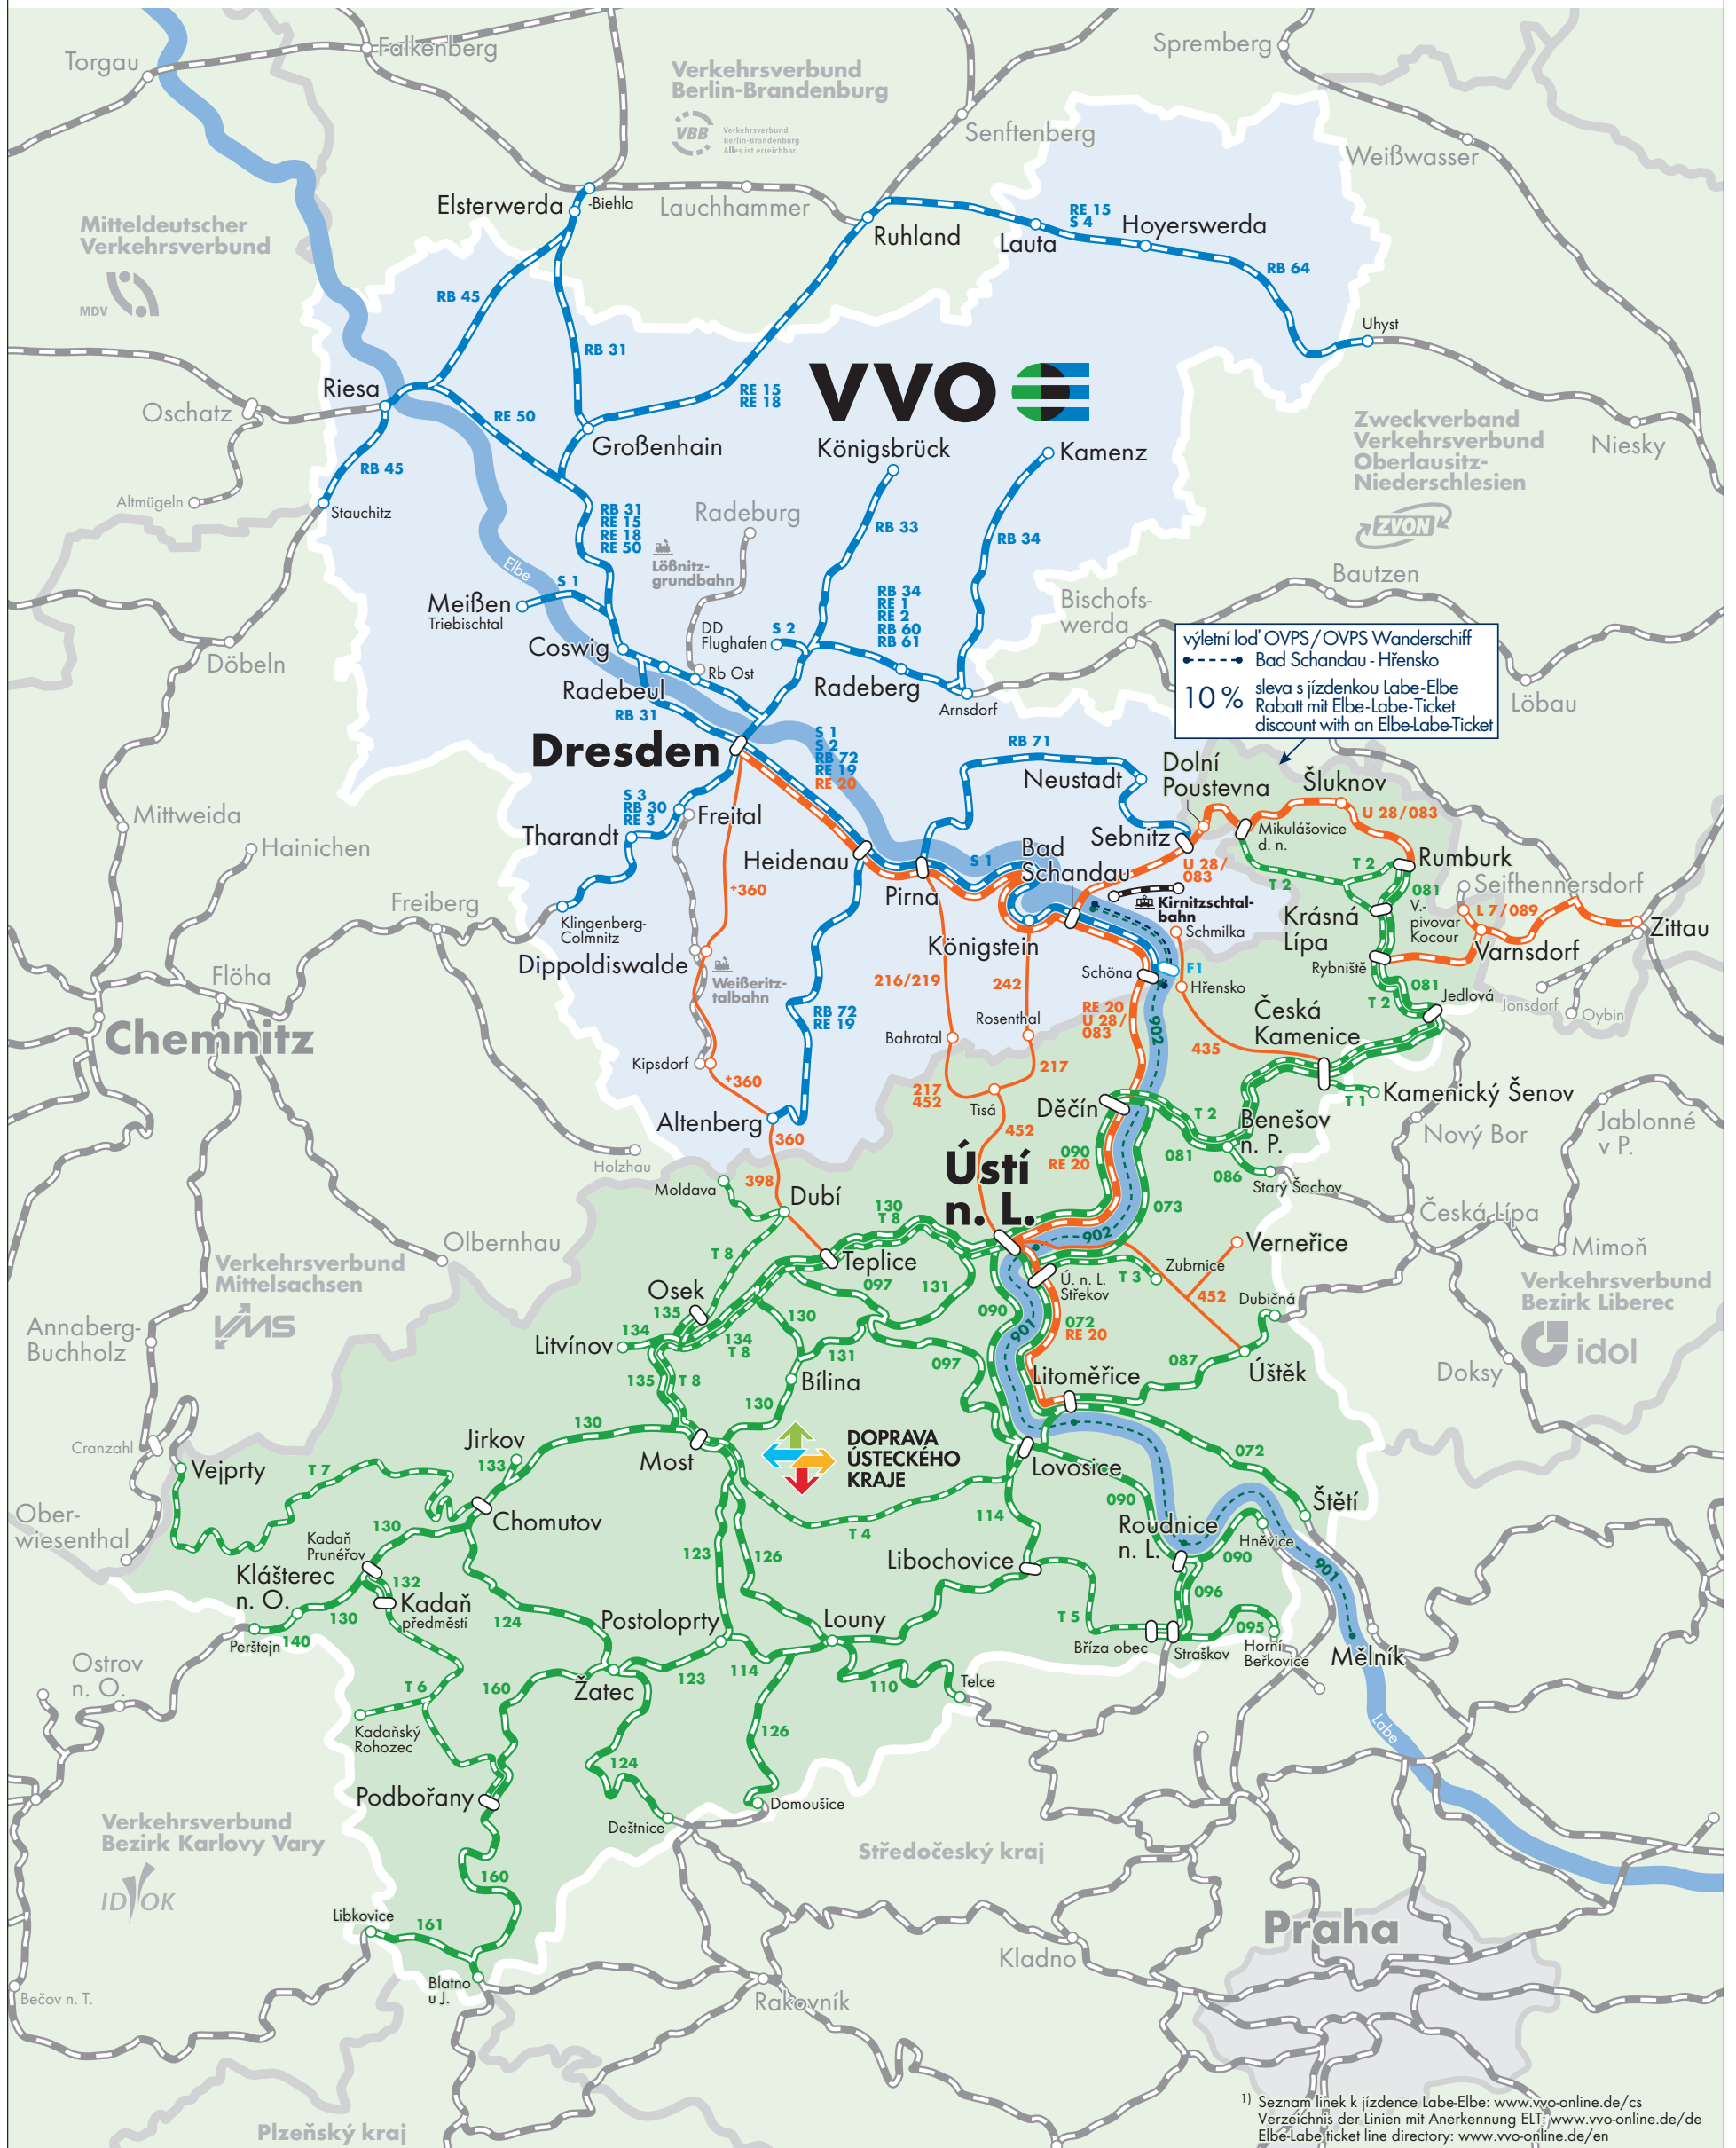 Torgau
Falkenberg
Spremberg
Verkehrsverbund
Berlin-Brandenburg
VBB
Verkehrsverbund
Berlin-Brandenburg
Alles ist erreichbar.
Senftenberg
Weißwasser
Elsterwerda
-Biehla
Lauchhammer
Ruhland
Lauta
RE 15
S 4
Hoyerswerda
RB 64
Mitteldeutscher
Verkehrsverbund
MDV
RB 45
RB 31
Uhyst
Riesa
Oschatz
RE 50
RE 15
RE 18
VVO
Großenhain
Königsbrück
Kamenz
Zweckverband
Verkehrsverbund
Oberlausitz-
Niederschlesien
ZVON
Niesky
RB 45
Altmügeln
Stauchitz
RB 31
RE 15
RE 18
RE 50
Radeburg
Lößnitz-
grundbahn
RB 33
RB 34
Elbe
S 1
Meißen
Triebischtal
RB 34
RE 1
RE 2
RB 60
RB 61
Bautzen
Bischofs-
werda
Döbeln
Coswig
DD
Flughafen
S 2
Rb Ost
Radebeul
Radeberg
Arnsdorf
RB 31
Löbau
výletní loď OVPS/OVPS Wanderschiff
Bad Schandau - Hřensko
10 %
sleva s jízdenkou Labe-Elbe
Rabatt mit Elbe-Labe-Ticket
discount with an Elbe-Labe-Ticket
Dresden
S 1
S 2
RB 72
RE 19
RE 20
RB 71
Neustadt
Dolní
Poustevna
Šluknov
U 28/083
Mittweida
Hainichen
S 3
RB 30
RE 3
Freital
Tharandt
Heidenau
Sebnitz
Mikulášovice
d. n.
Rumburk
Bad
Schandau
S 1
U 28/
083
T 2
T 2
Seifhennersdorf
Pirna
+360
Kirnitzschtal-
bahn
Krásná
Lípa
081
V.-
pivovar
Kocour
L 7/089
Zittau
Freiberg
Klingenberg-
Colmnitz
Königstein
Schmilka
Rybniště
Varnsdorf
Dippoldiswalde
Weißeritz-
talbahn
216/219
242
Schöna
F1
Hřensko
Flöha
T 2
081
Jedlová
Jonsdorf
Oybin
Chemnitz
RB 72
RE 19
Rosenthal
Bahratal
RE 20
U 28/
083
902
435
Česká
Kamenice
Kipsdorf
+360
217
217
452
Tisá
Děčín
T 1
Kamenický Šenov
Altenberg
360
452
T 2
Benešov
n. P.
Nový Bor
Jablonné
v P.
Holzhau
Moldava
398
Dubí
Ústí
n. L.
090
RE 20
081
086
Starý Šachov
073
Česká Lípa
Olbernhau
130
T 8
902
Verneřice
Mimoň
Verkehrsverbund
Mittelsachsen
VMS
T 8
Teplice
Osek
097
131
Ú. n. L.
Střekov
T 3
Zubrnice
452
Dubičná
Verkehrsverbund
Bezirk Liberec
idol
Annaberg-
Buchholz
135
134
Litvínov
134
T 8
130
131
090
901
072
RE 20
097
087
Úštěk
Doksy
135
T 8
Bílina
130
Litoměřice
Cranzahl
Jirkov
130
133
Most
DOPRAVA
ÚSTECKÉHO
KRAJE
Lovosice
072
Vejprty
T 7
Ober-
wiesenthal
Chomutov
T 4
114
090
Štětí
130
Kadaň
Prunéřov
Roudnice
n. L.
Hněvice
090
901
123
126
Libochovice
Klášterec
n. O.
132
Kadaň
předměstí
130
124
096
Perštejn
140
Postoloprty
Louny
T 5
Bříza obec
Straškov
095
Horní
Beřkovice
Mělník
Ostrov
n. O.
T 6
160
Žatec
123
114
110
Telce
Kadaňský
Rohozec
126
124
Labe
Podbořany
Domoušice
Deštnice
Verkehrsverbund
Bezirk Karlovy Vary
IDOK
Středočeský kraj
160
Libkovice
161
Praha
Kladno
Blatno
u J.
Bečov n. T.
Rakovník
Plzeňský kraj
1) Seznam linek k jízdence Labe-Elbe: www.vvo-online.de/cs
Verzeichnis der Linien mit Anerkennung ELT: www.vvo-online.de/de
Elbe-Labe ticket line directory: www.vvo-online.de/en